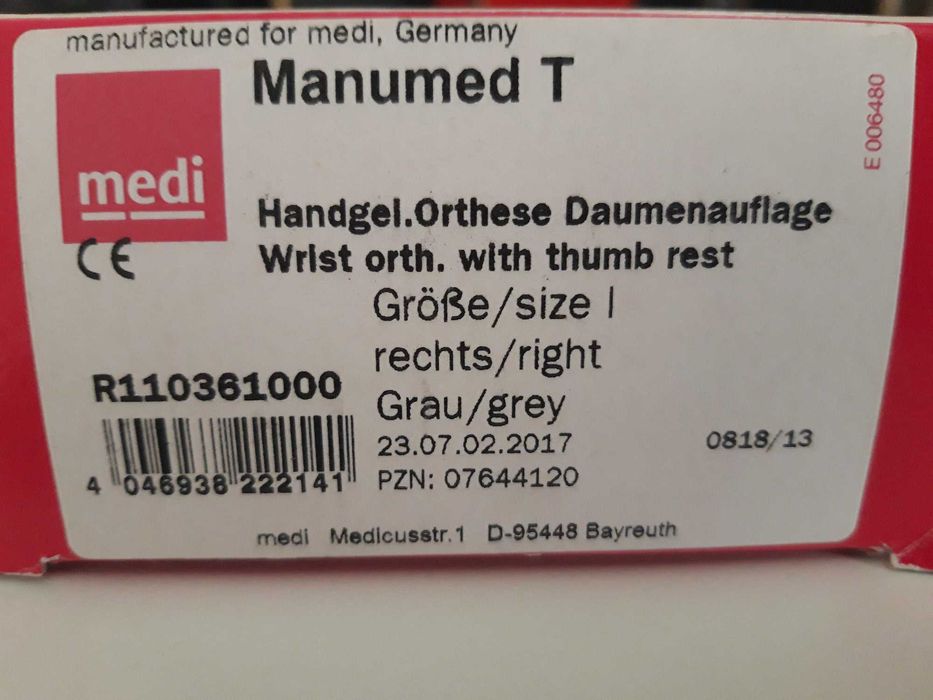 manufactured for medi, Germany
Manumed T
E 006480
medi
CE
Handgel.Orthese Daumenauflage
Wrist orth. with thumb rest
Größe/size I
rechts/right
R110361000
Grau/grey
23.07.02.2017
0818/13
4 046938 222141
PZN: 07644120
medi Medicusstr.1 D-95448 Bayreuth